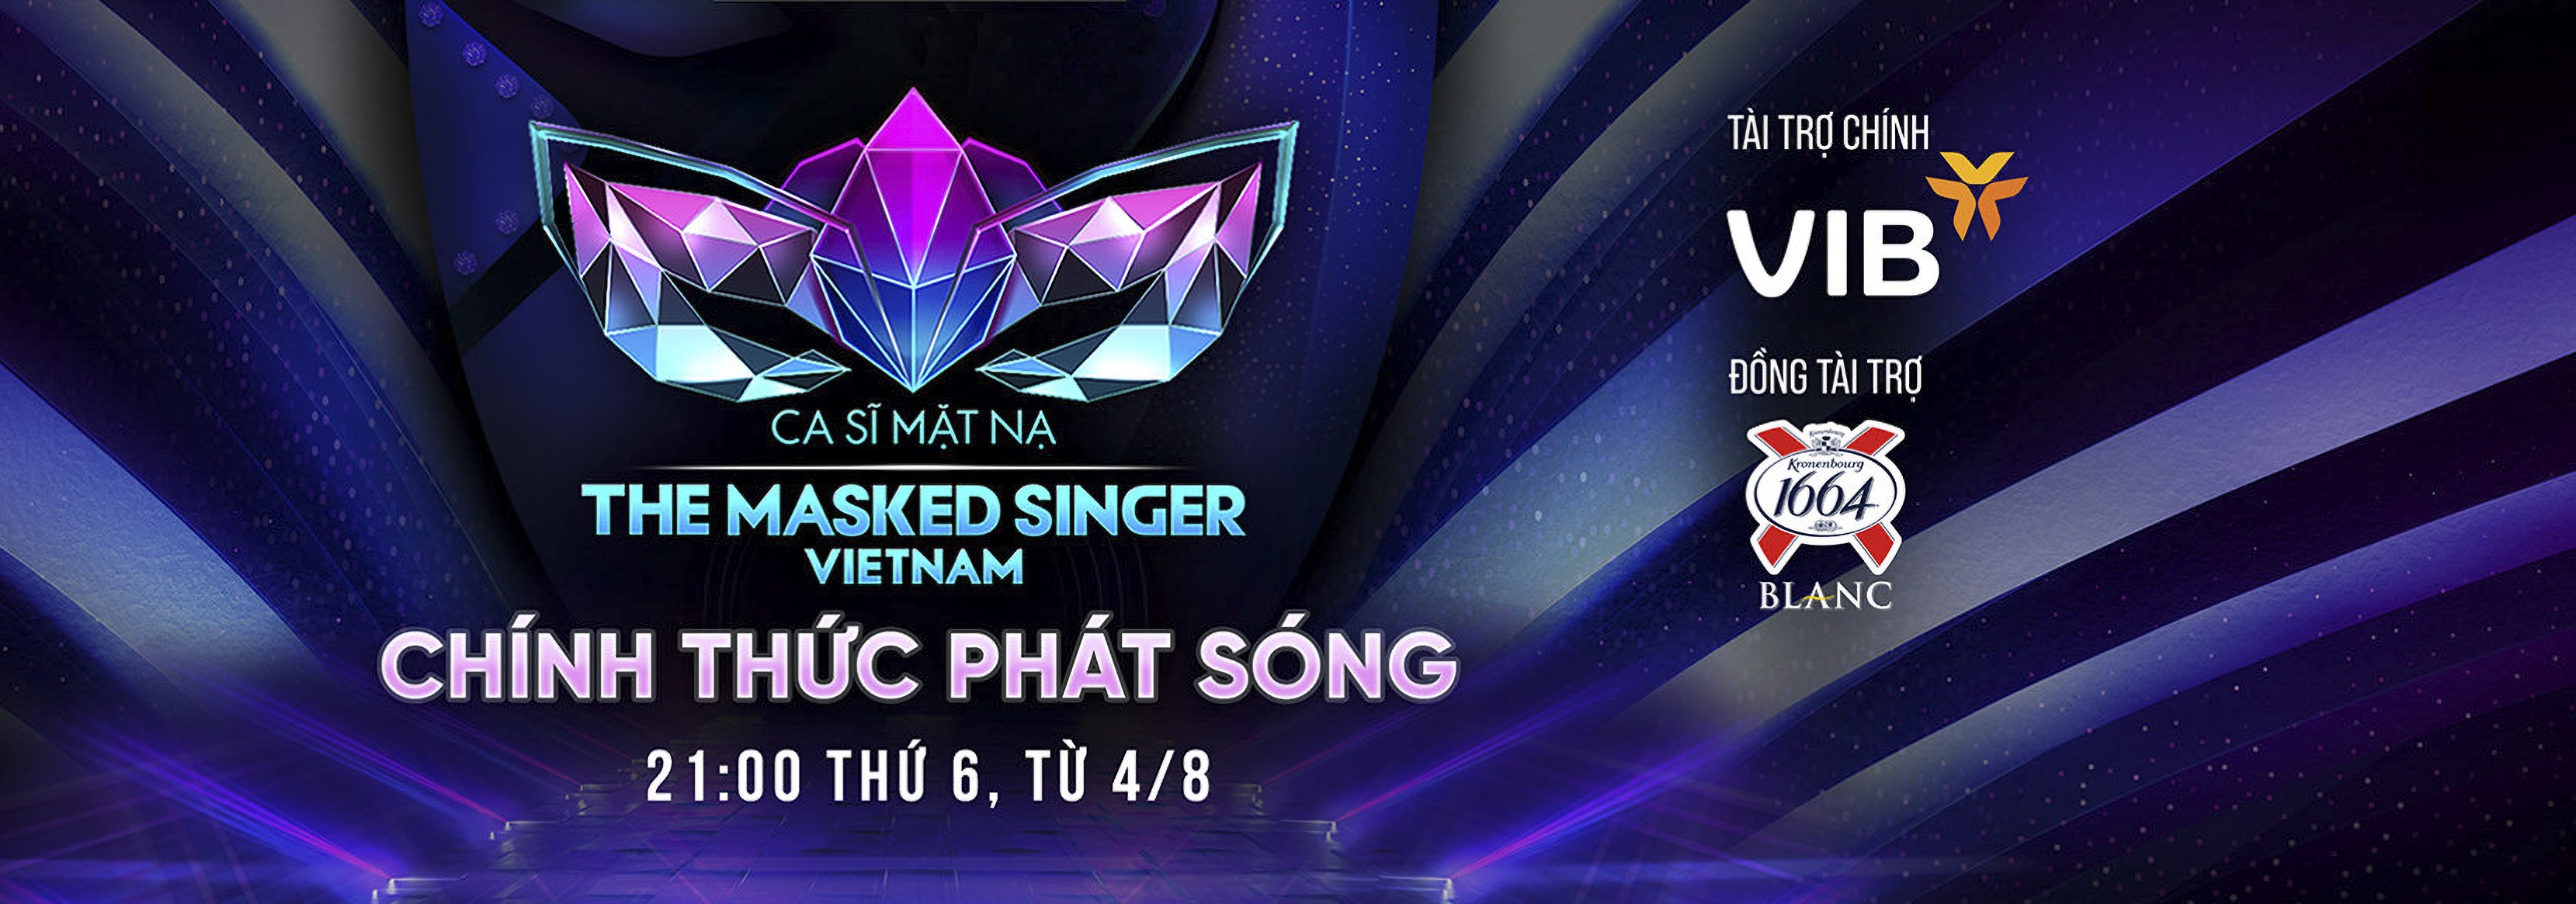 CA SĨ MẶT NẠ
THE MASKED SINGER
VIETNAM
CHÍNH THỨC PHÁT SÓNG
21:00 THỨ 6, TỪ 4/8
TÀI TRỢ CHÍNH
VIB
ĐỒNG TÀI TRỢ
Kronenbourg
1664
BLANC